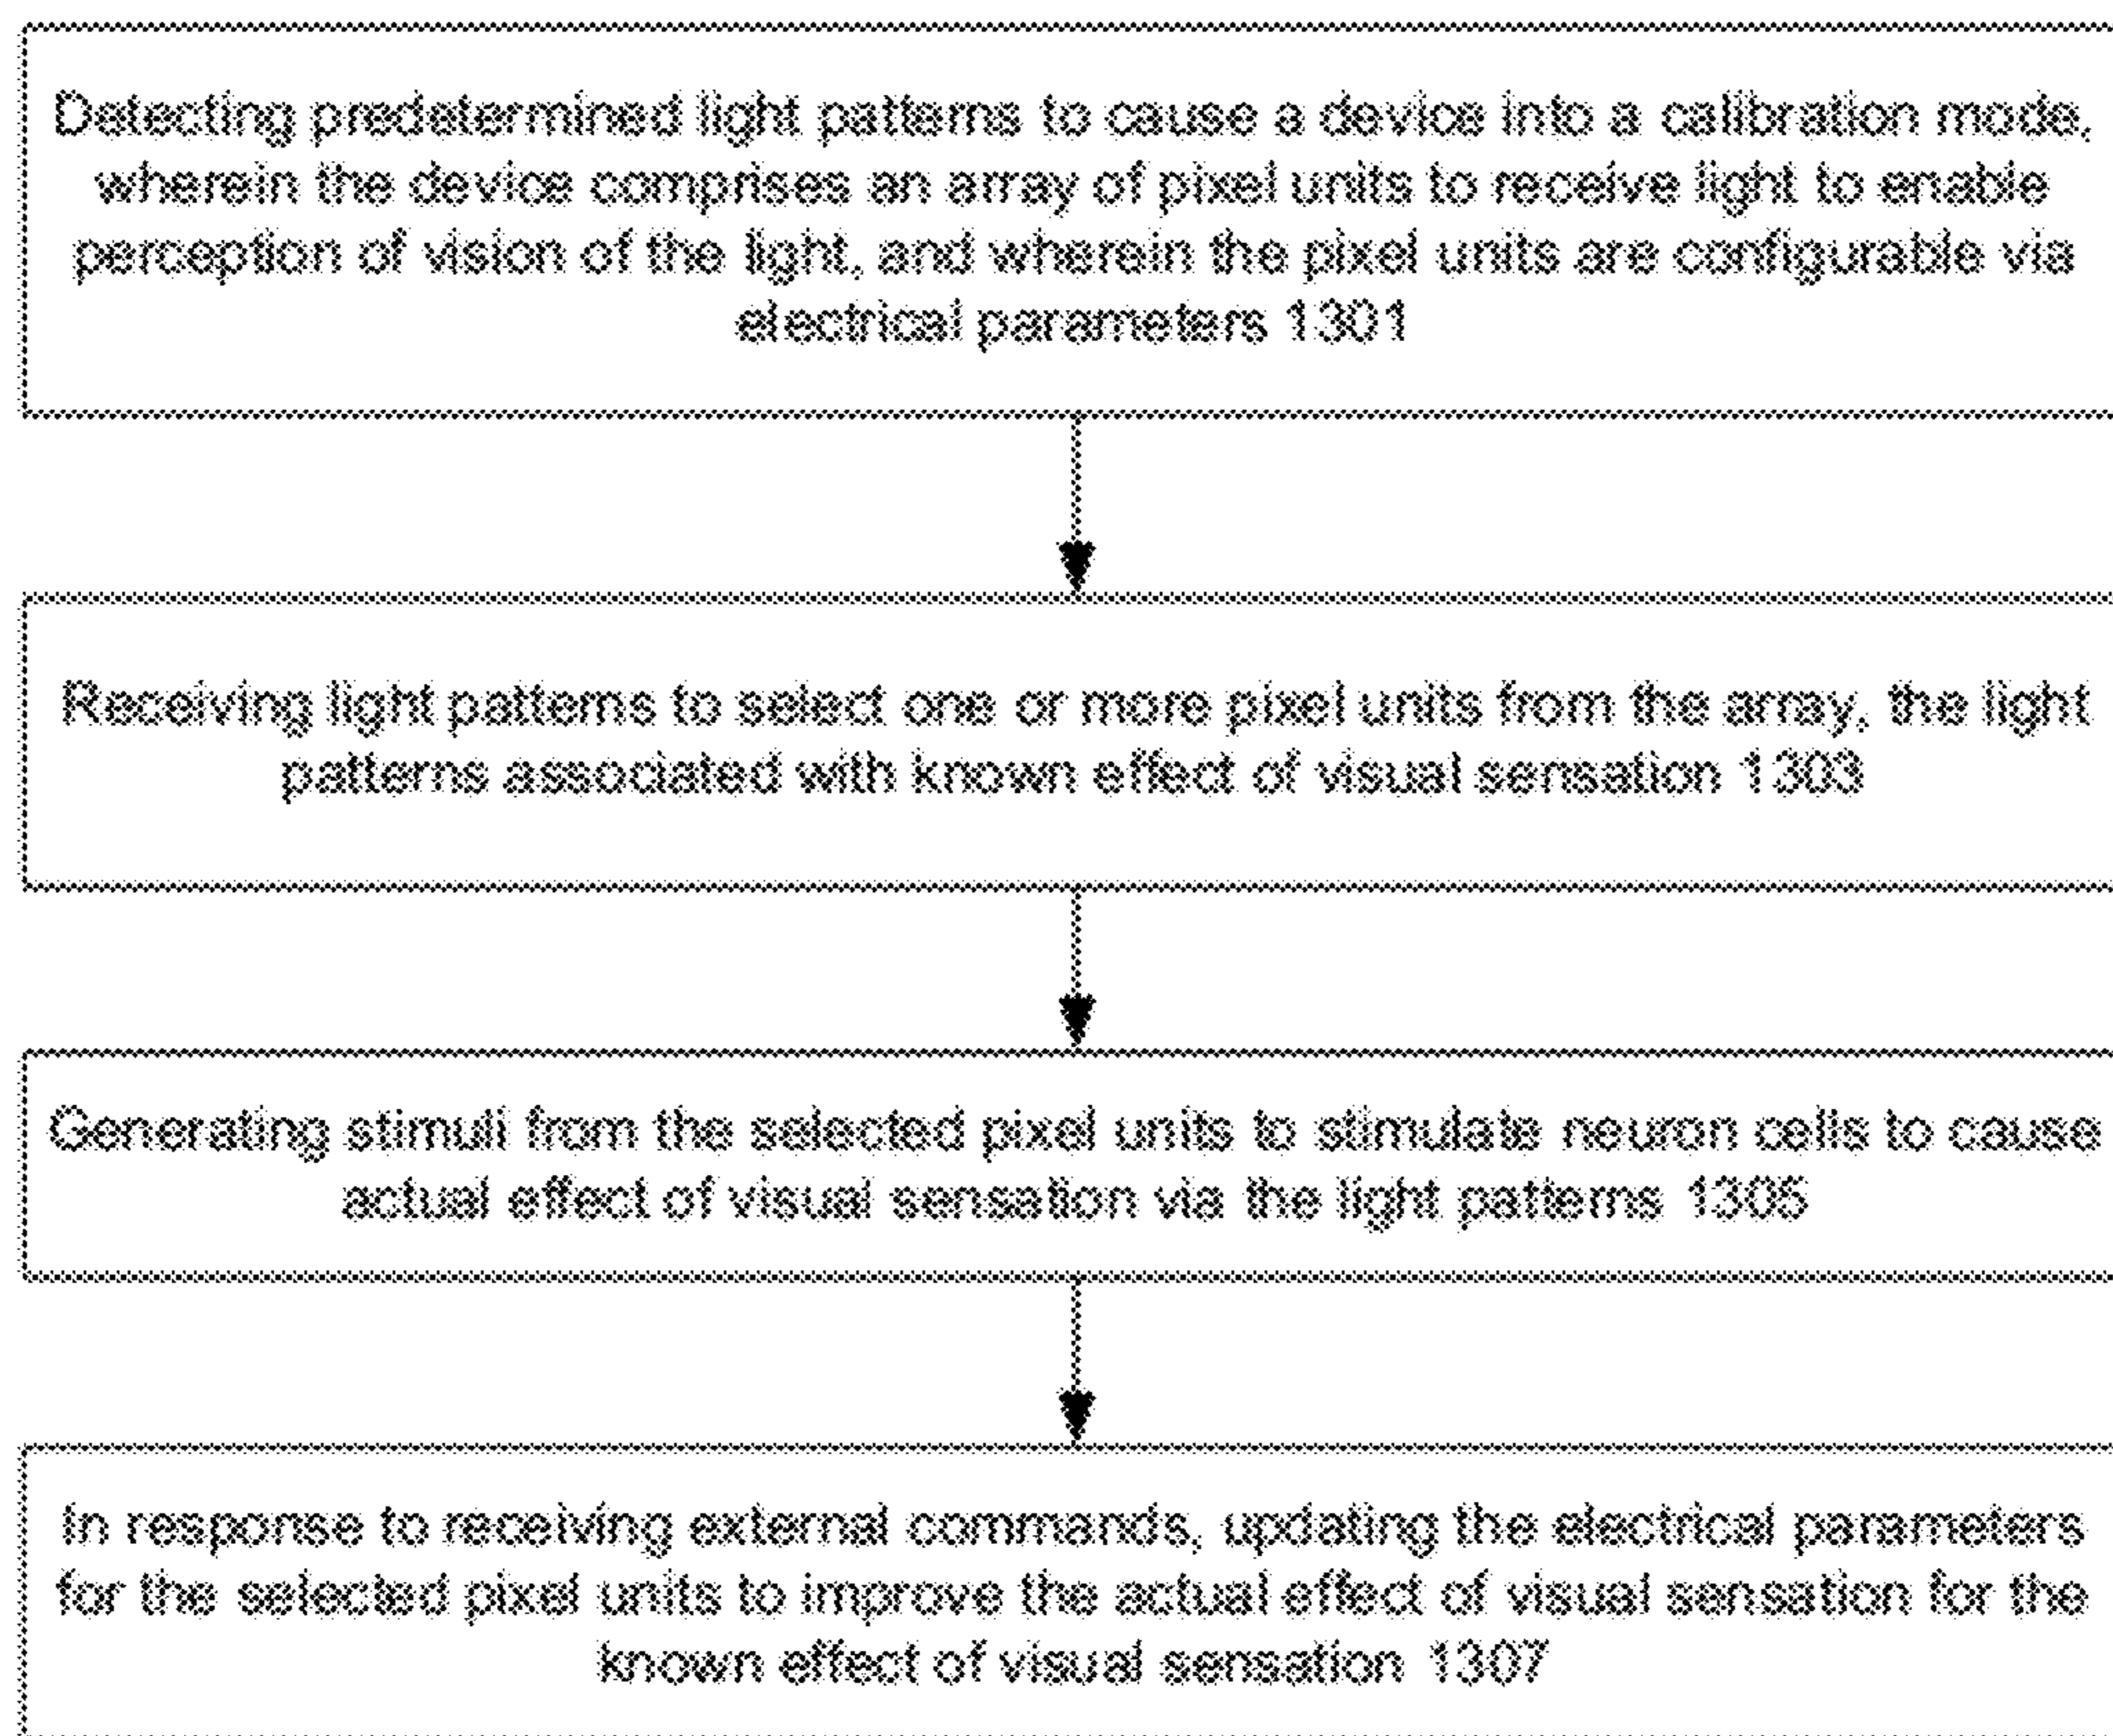 Detecting predetermined light patterns to cause a device into a calibration mode,
wherein the device comprises an array of pixel units to receive light to enable
perception of vision of the light, and wherein the pixel units are configurable via
electrical parameters 1301
Receiving light patterns to select one or more pixel units from the array, the light
patterns associated with known effect of visual sensation 1303
Generating stimuli from the selected pixel units to stimulate neuron cells to cause
actual effect of visual sensation via the light patterns 1305
In response to receiving external commands, updating the electrical parameters
for the selected pixel units to improve the actual effect of visual sensation for the
known effect of visual sensation 1307